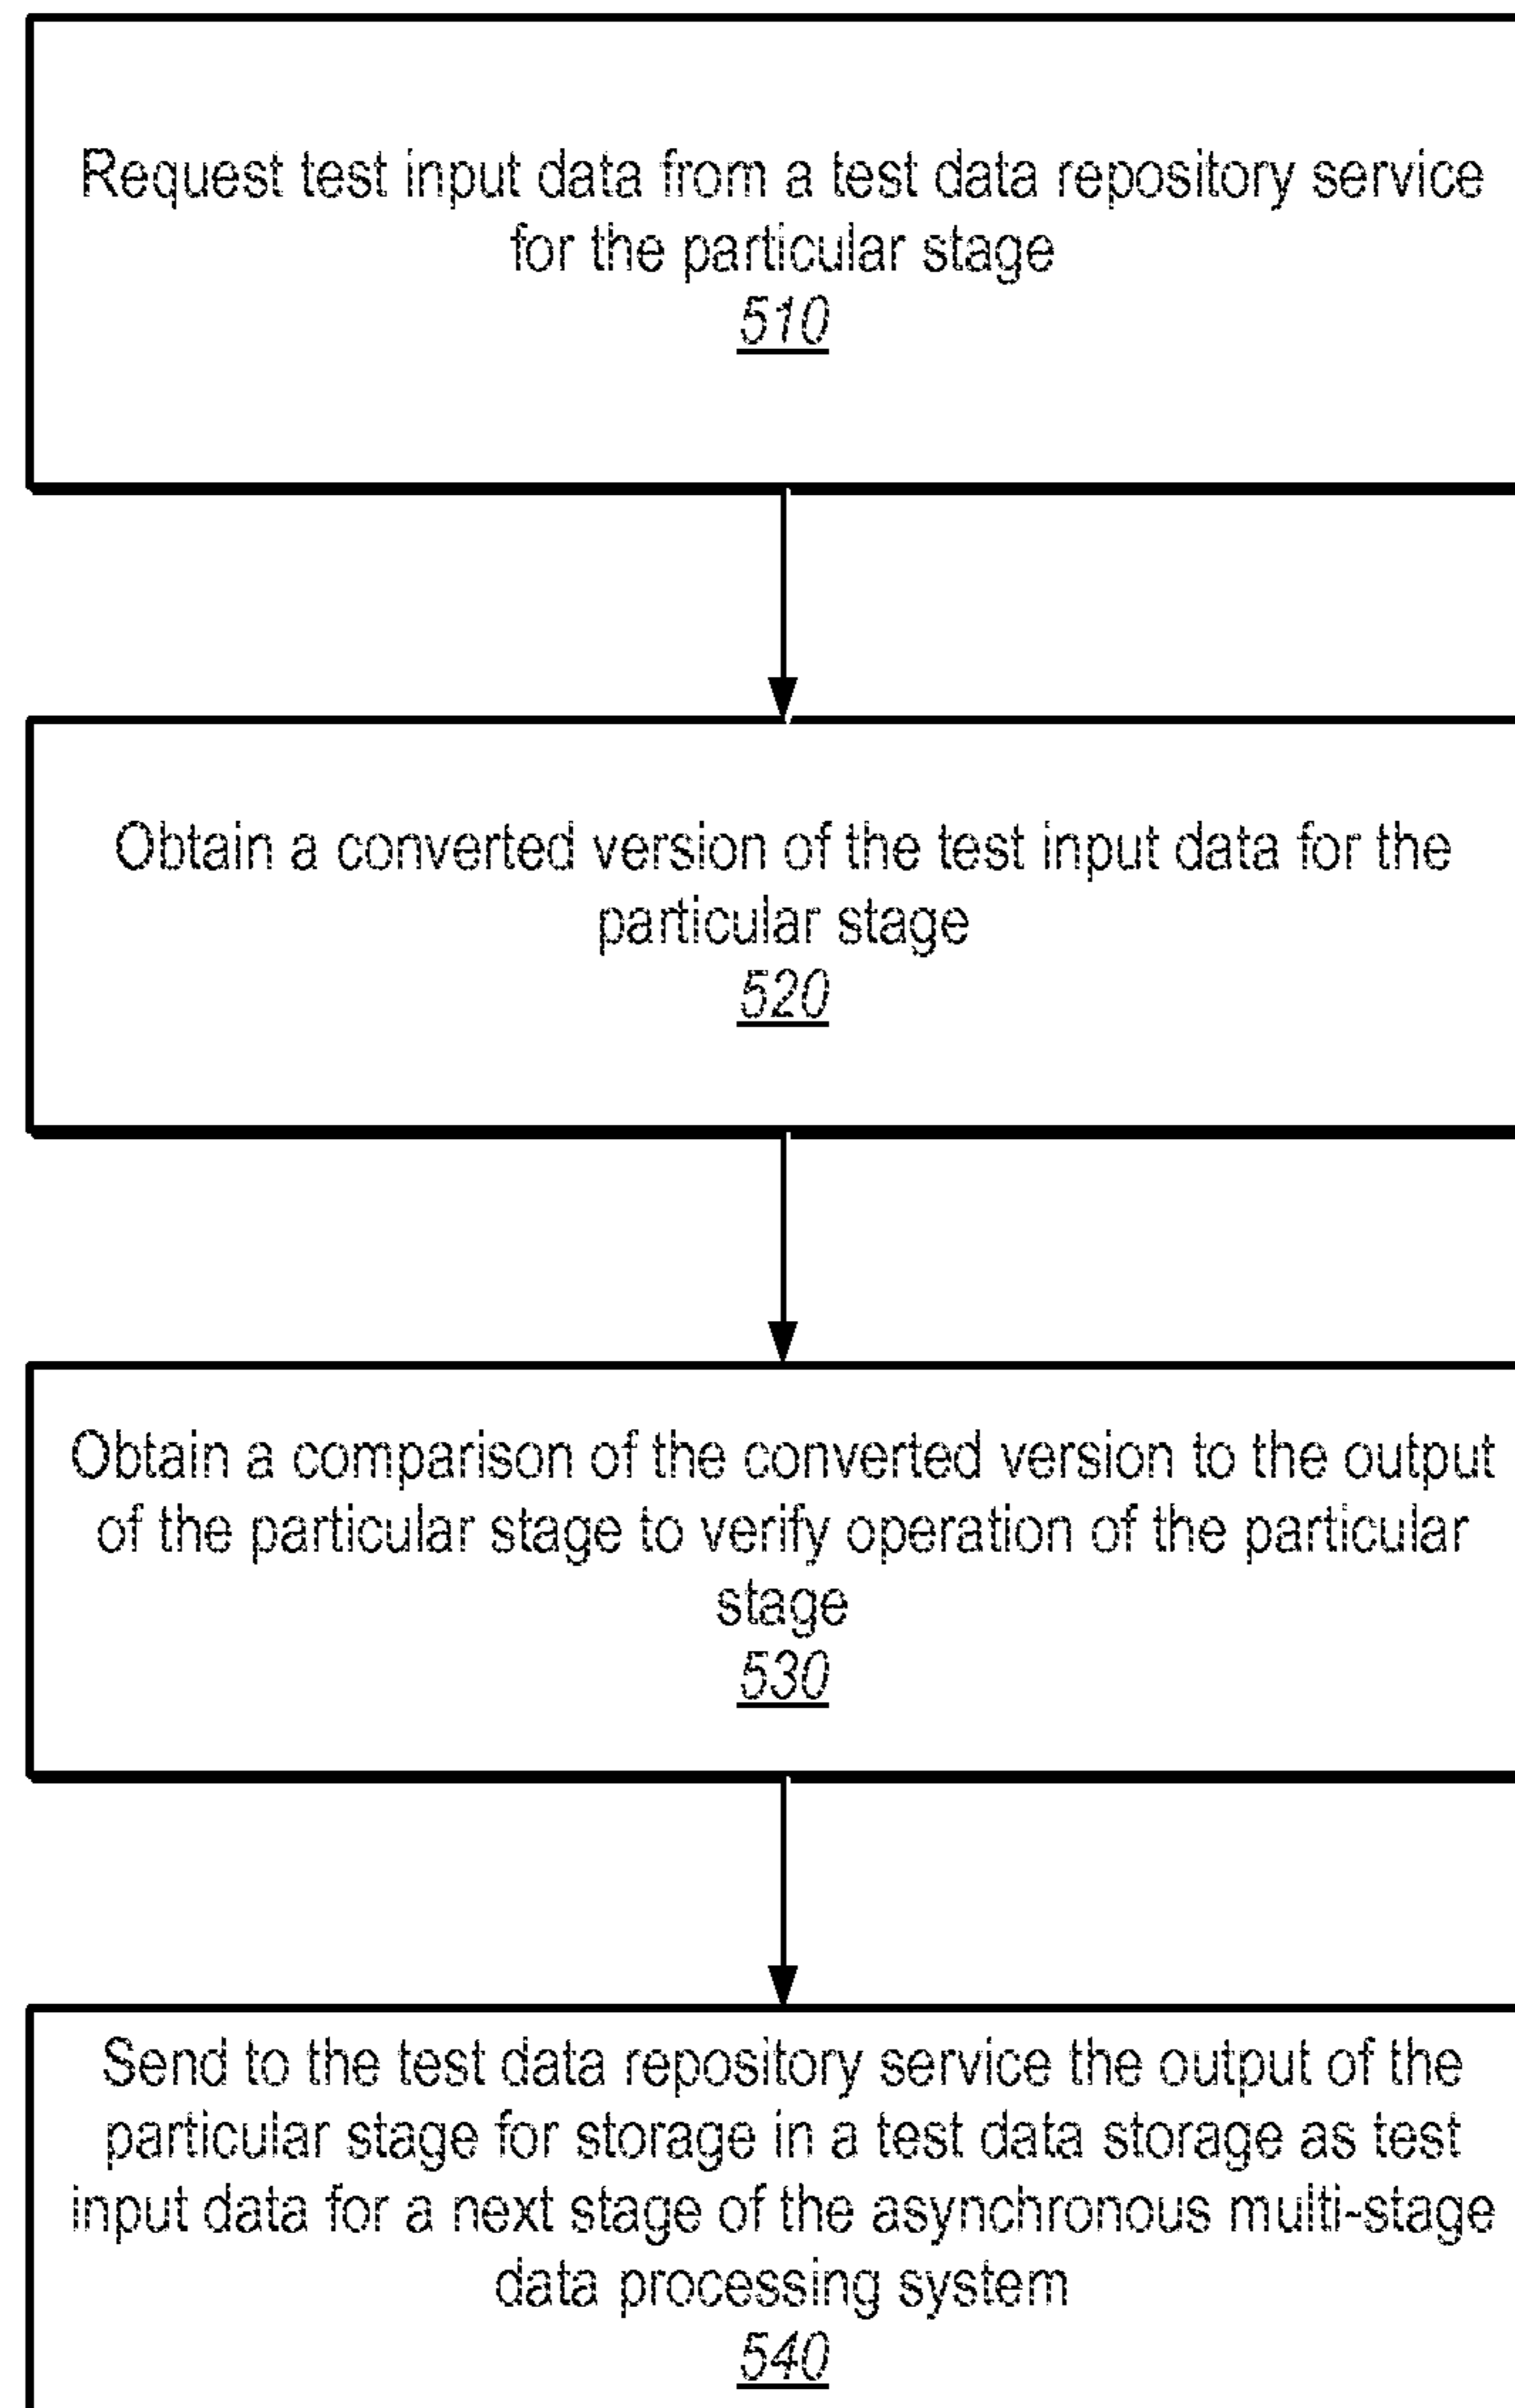 Request test input data from a test data repository service
for the particular stage
510
Obtain a converted version of the test input data for the
particular stage
520
Obtain a comparison of the converted version to the output
of the particular stage to verify operation of the particular
stage
530
Send to the test data repository service the output of the
particular stage for storage in a test data storage as test
input data for a next stage of the asynchronous multi-stage
data processing system
540